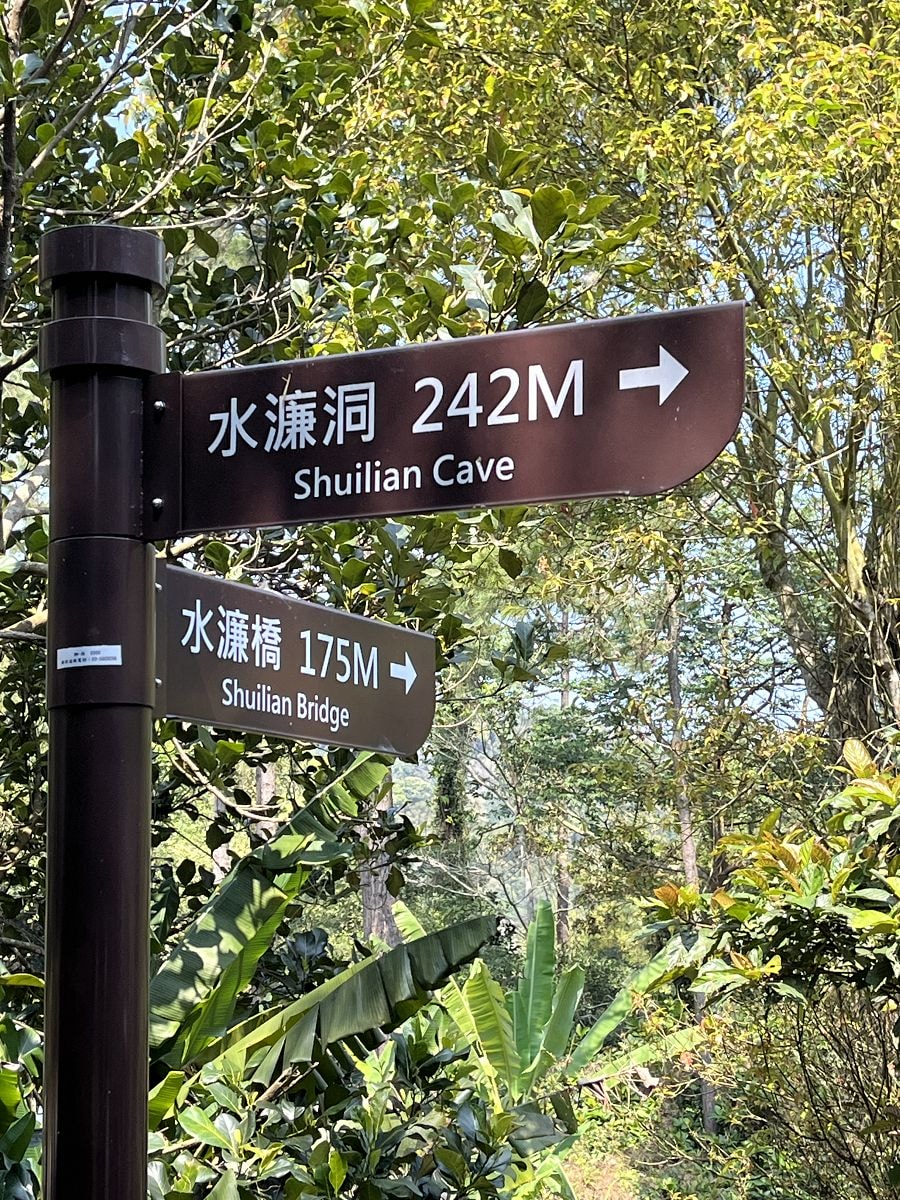 水濂洞 242M →
Shuilian Cave
水濂橋 175M →
Shuilian Bridge